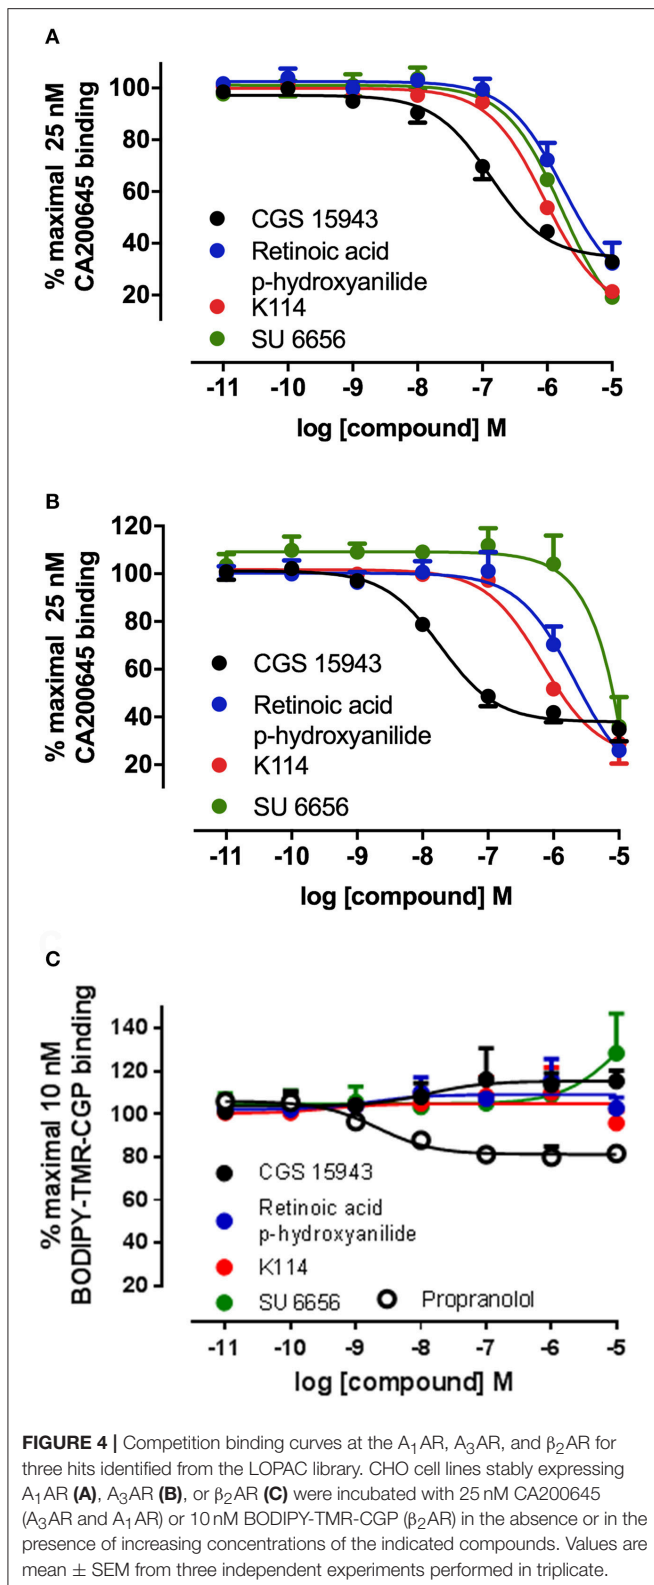 A
% maximal 25 nM
CA200645 binding
100
80
60
40
20
CGS 15943
Retinoic acid
p-hydroxyanilide
K114
SU 6656
-11 -10 -9 -8 -7 -6 -5
log [compound] M
B
% maximal 25 nM
CA200645 binding
120
100
80
60
40
20
CGS 15943
Retinoic acid
p-hydroxyanilide
K114
SU 6656
-11 -10 -9 -8 -7 -6 -5
log [compound] M
C
% maximal 10 nM
BODIPY-TMR-CGP binding
140
120
100
80
60
40
20
CGS 15943
Retinoic acid
p-hydroxyanilide
K114
SU 6656 Propranolol
-11 -10 -9 -8 -7 -6 -5
log [compound] M
FIGURE 4 | Competition binding curves at the A₁AR, A₃AR, and β₂AR for
three hits identified from the LOPAC library. CHO cell lines stably expressing
A₁AR (A), A₃AR (B), or β₂AR (C) were incubated with 25 nM CA200645
(A₃AR and A₁AR) or 10 nM BODIPY-TMR-CGP (β₂AR) in the absence or in the
presence of increasing concentrations of the indicated compounds. Values are
mean ± SEM from three independent experiments performed in triplicate.